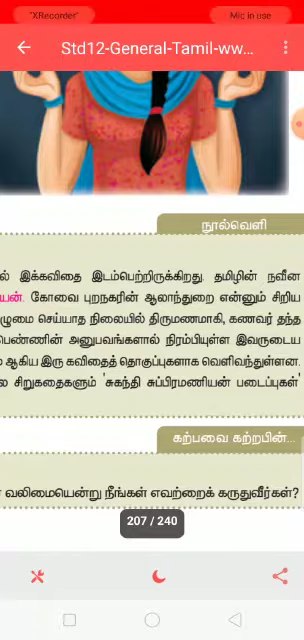 "XRecorder"
Mic in use
Std12-General-Tamil-ww...
நூல்வெளி
ல் இக்கவிதை இடம்பெற்றிருக்கிறது. தமிழின் நவீன
யன். கோவை புறநகரின் ஆலாந்துறை என்னும் சிறிய
ழுமை செய்யாத நிலையில் திருமணமாகி, கணவர் தந்த
பெண்ணின் அனுபவங்களால் நிரம்பியுள்ள இவருடைய
ஆகிய இரு கவிதைத் தொகுப்புகளாக வெளிவந்துள்ளன.
ல சிறுகதைகளும் 'சுகந்தி சுப்பிரமணியன் படைப்புகள்'
கற்பவை கற்றபின்...
வலிமையென்று நீங்கள் எவற்றைக் கருதுவீர்கள்?
207 / 240